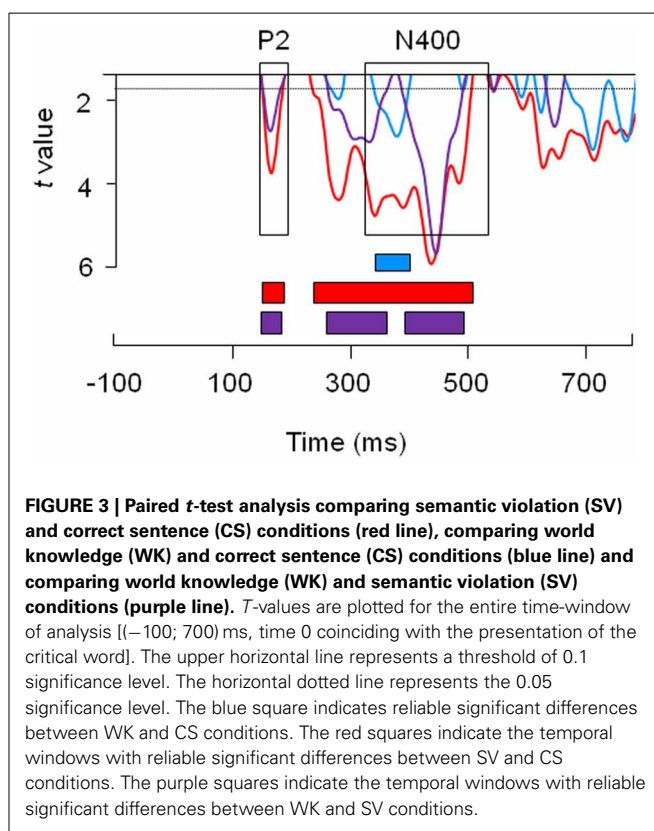 P2 N400
t value
2
4
6
-100 100 300 500 700
Time (ms)
FIGURE 3 | Paired t-test analysis comparing semantic violation (SV)
and correct sentence (CS) conditions (red line), comparing world
knowledge (WK) and correct sentence (CS) conditions (blue line) and
comparing world knowledge (WK) and semantic violation (SV)
conditions (purple line). T-values are plotted for the entire time-window
of analysis [(−100; 700) ms, time 0 coinciding with the presentation of the
critical word]. The upper horizontal line represents a threshold of 0.1
significance level. The horizontal dotted line represents the 0.05
significance level. The blue square indicates reliable significant differences
between WK and CS conditions. The red squares indicate the temporal
windows with reliable significant differences between SV and CS
conditions. The purple squares indicate the temporal windows with reliable
significant differences between WK and SV conditions.